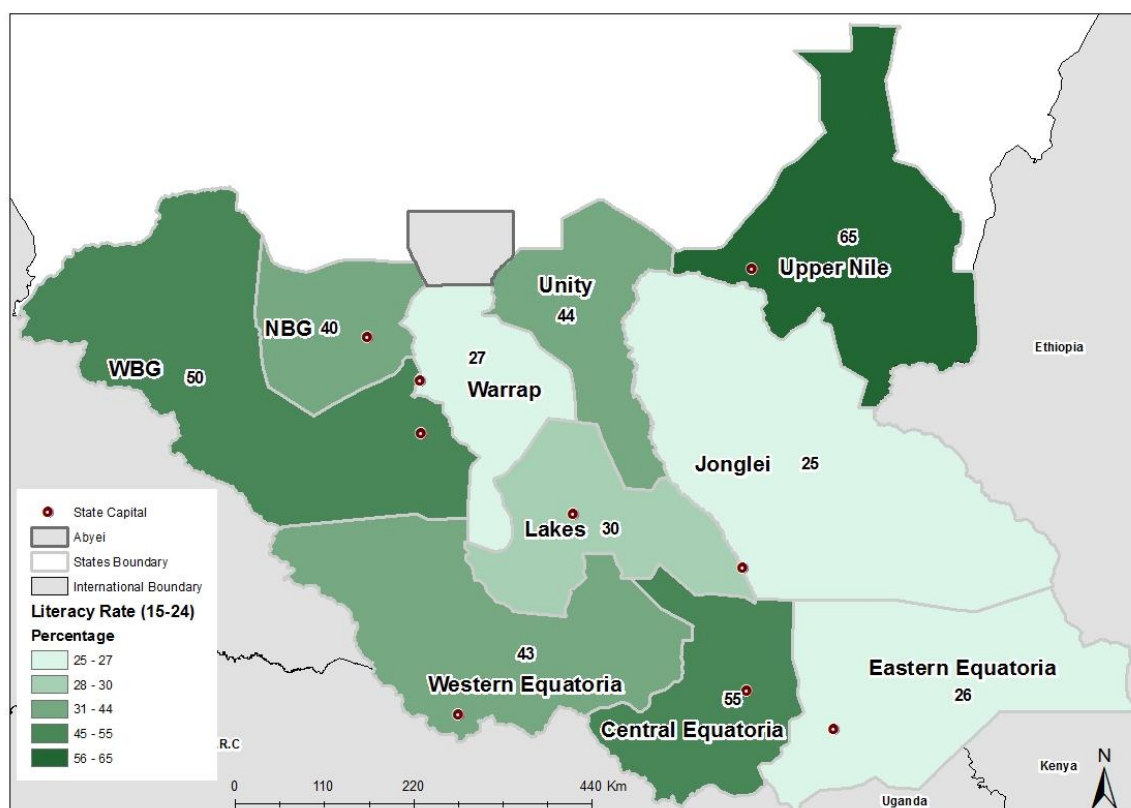 65
Upper Nile
Unity
44
NBG 40
Ethiopia
27
Warrap
WBG 50
Jonglei 25
State Capital
Abyei
States Boundary
International Boundary
Literacy Rate (15-24)
Percentage
25 - 27
28 - 30
31 - 44
45 - 55
56 - 65
Lakes 30
43
Western Equatoria
Eastern Equatoria
26
55
Central Equatoria
.R.C
0 110 220 440 Km
Kenya
Uganda
N